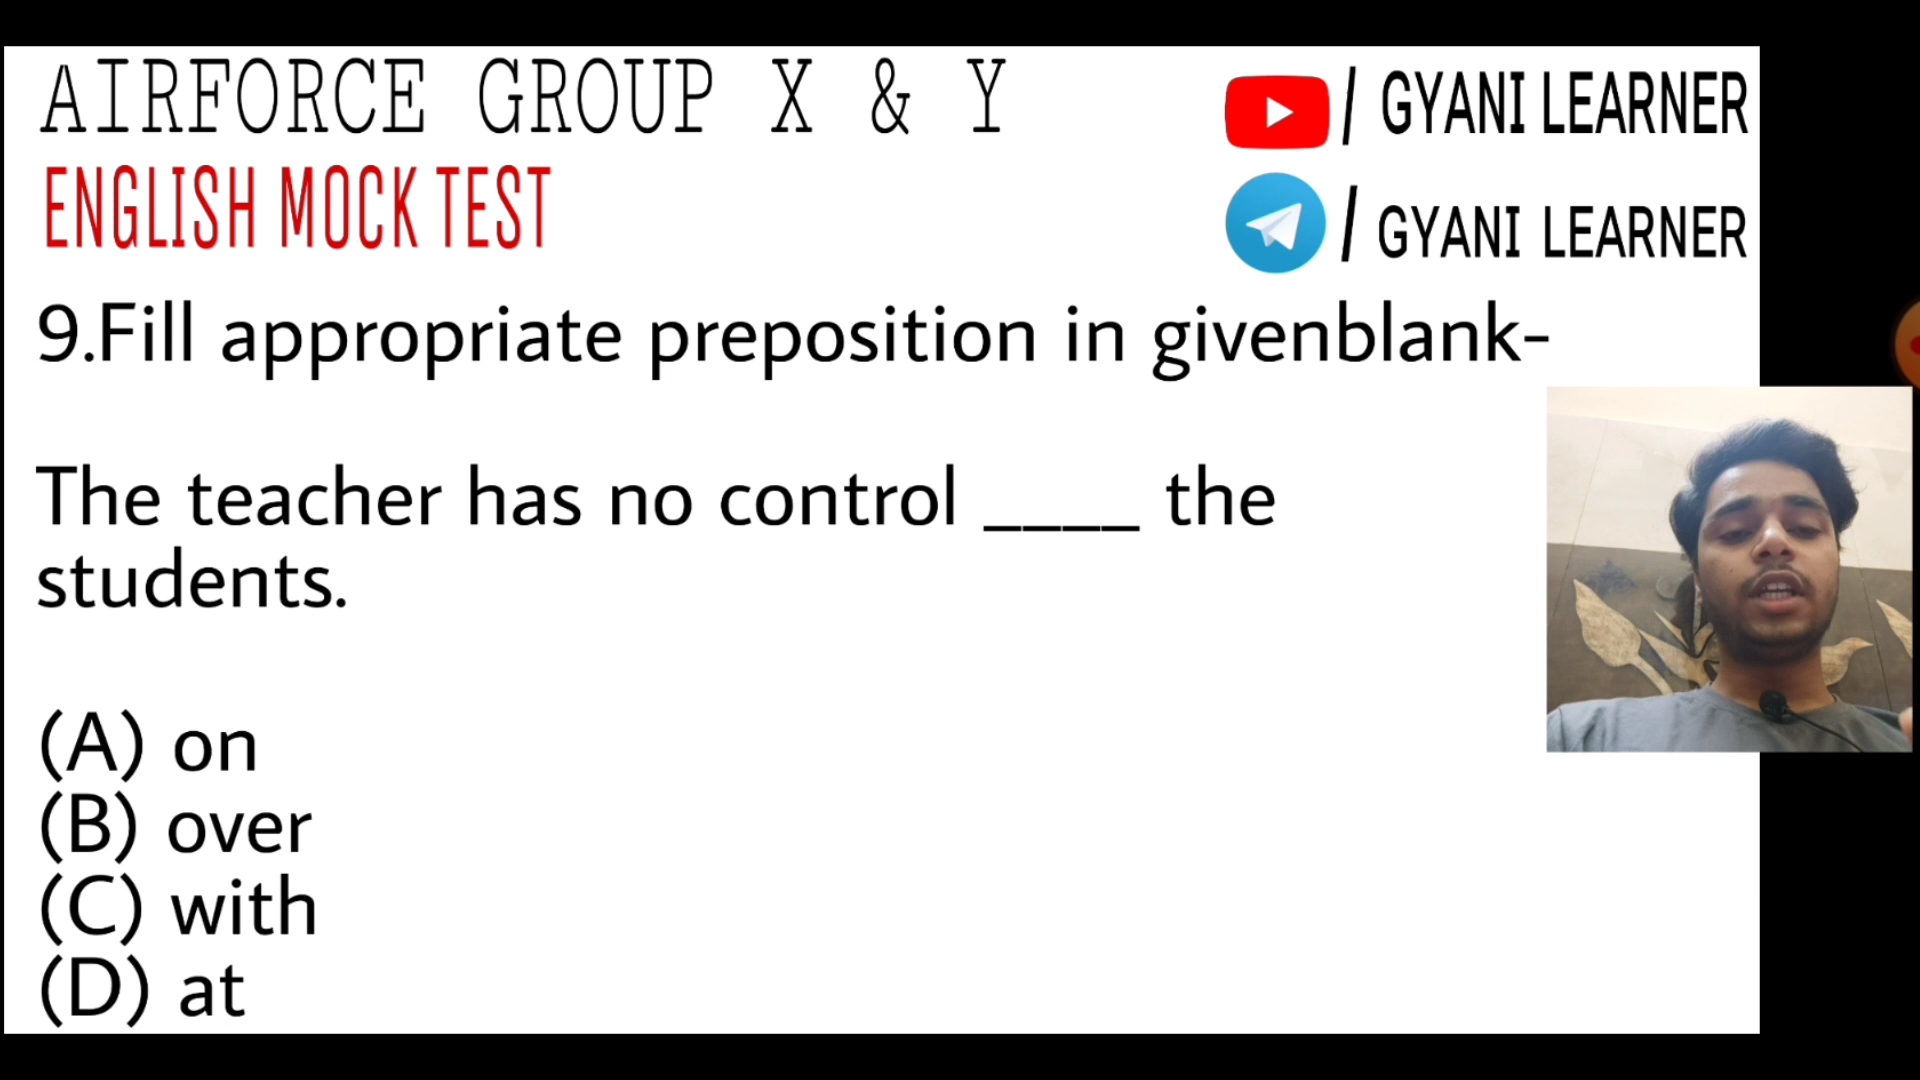 AIRFORCE GROUP X & Y
ENGLISH MOCK TEST
/ GYANI LEARNER
/ GYANI LEARNER
9.Fill appropriate preposition in givenblank-
The teacher has no control ____ the
students.
(A) on
(B) over
(C) with
(D) at